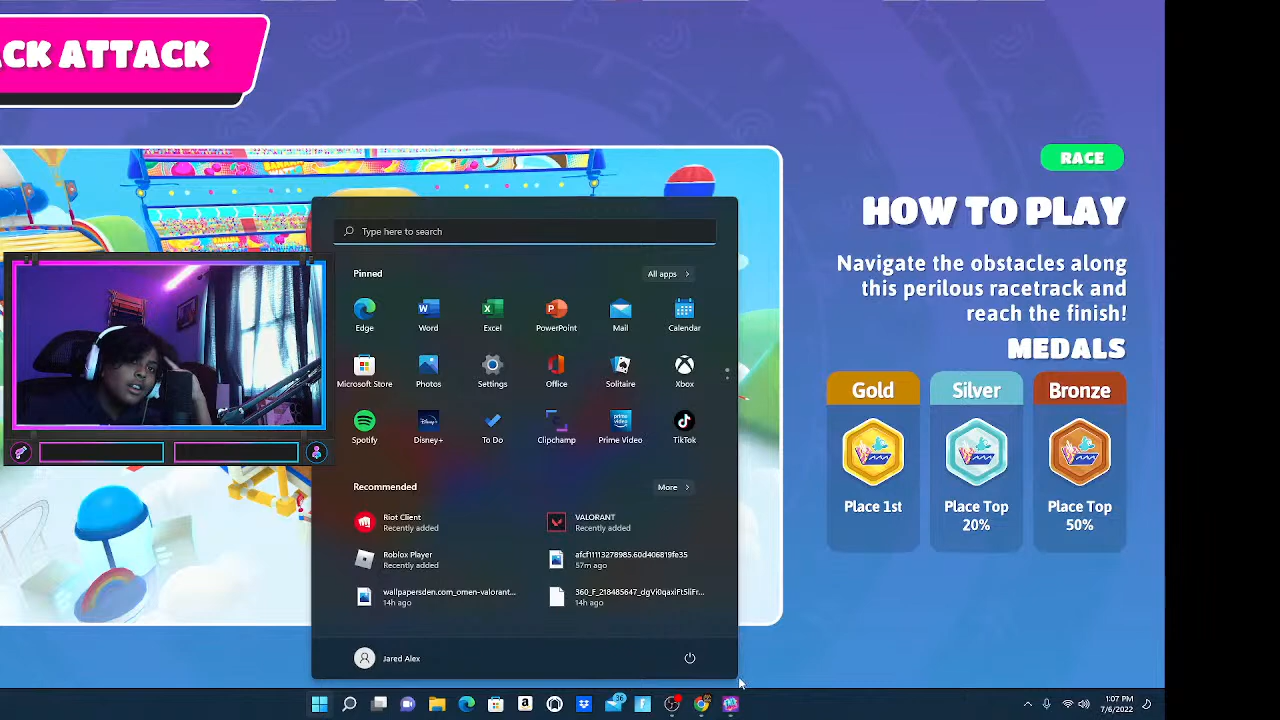 CK ATTACK
RACE
HOW TO PLAY
Navigate the obstacles along
this perilous racetrack and
reach the finish!
MEDALS
Gold
Silver
Bronze
Place 1st
Place Top
20%
Place Top
50%
Type here to search
Pinned
All apps
Edge
Word
Excel
PowerPoint
Mail
Calendar
Microsoft Store
Photos
Settings
Office
Solitaire
Xbox
Spotify
Disney+
To Do
Clipchamp
Prime Video
TikTok
Recommended
More
Riot Client
Recently added
VALORANT
Recently added
Roblox Player
Recently added
57m ago
wallpapersden.com_omen-valorant...
14h ago
14h ago
Jared Alex
36
1:07 PM
7/6/2022